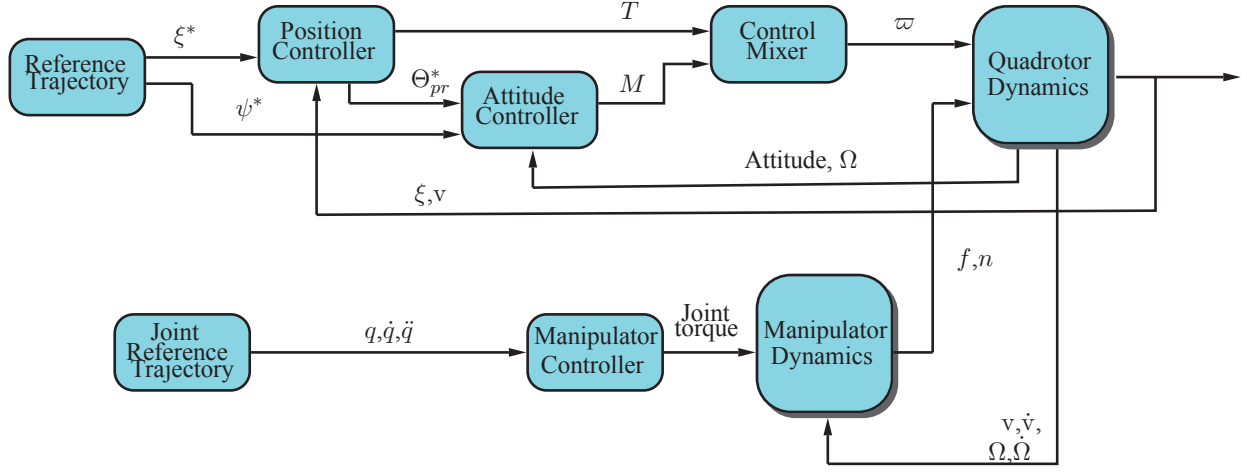 Reference
Trajectory
ξ*
ψ*
Position
Controller
Θ*pr
Attitude
Controller
T
M
Control
Mixer
ϖ
Quadrotor
Dynamics
Attitude, Ω
ξ,v
f,n
Joint
Reference
Trajectory
q,q̇,q̈
Manipulator
Controller
Joint
torque
Manipulator
Dynamics
v,v̇,
Ω,Ω̇